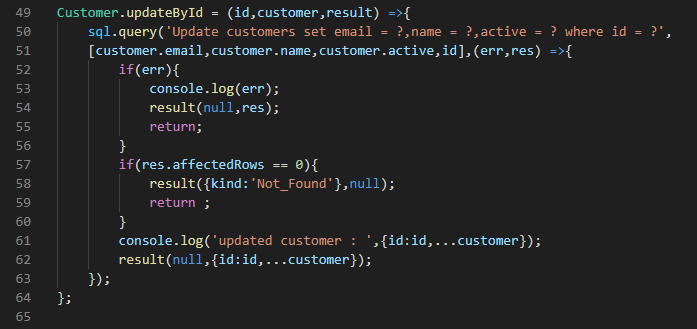 49 Customer.updateById = (id,customer,result) =>{
50     sql.query('Update customers set email = ?,name = ?,active = ? where id = ?',
51     [customer.email,customer.name,customer.active,id],(err,res) =>{
52         if(err){
53             console.log(err);
54             result(null,res);
55             return;
56         }
57         if(res.affectedRows == 0){
58             result({kind:'Not_Found'},null);
59             return ;
60         }
61         console.log('updated customer : ',{id:id,...customer});
62         result(null,{id:id,...customer});
63     });
64 };
65